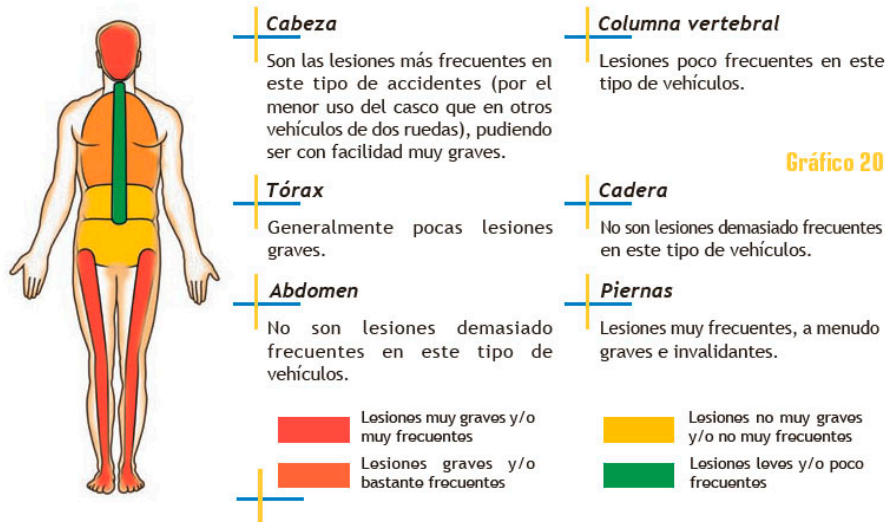 Cabeza
Son las lesiones más frecuentes en
este tipo de accidentes (por el
menor uso del casco que en otros
vehículos de dos ruedas), pudiendo
ser con facilidad muy graves.
Columna vertebral
Lesiones poco frecuentes en este
tipo de vehículos.
Gráfico 20
Tórax
Generalmente pocas lesiones
graves.
Cadera
No son lesiones demasiado frecuentes
en este tipo de vehículos.
Abdomen
No son lesiones demasiado
frecuentes en este tipo de
vehículos.
Piernas
Lesiones muy frecuentes, a menudo
graves e invalidantes.
Lesiones muy graves y/o
muy frecuentes
Lesiones graves y/o
bastante frecuentes
Lesiones no muy graves
y/o no muy frecuentes
Lesiones leves y/o poco
frecuentes